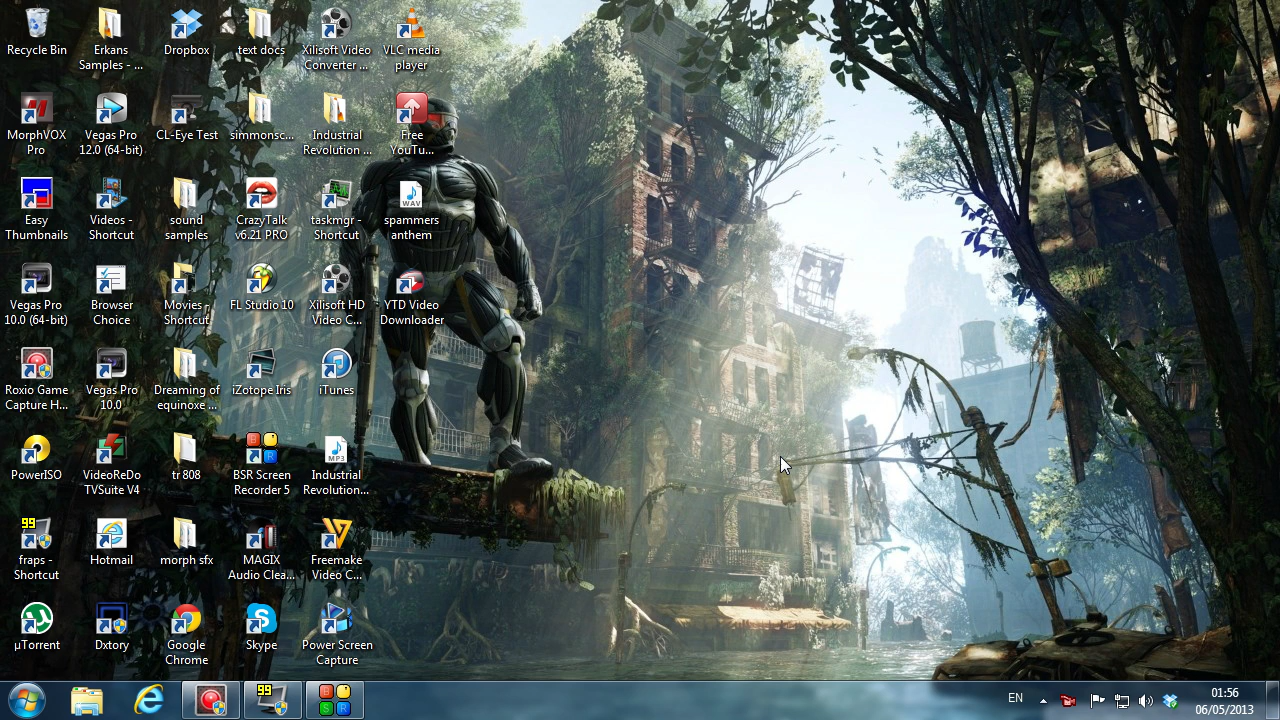 Recycle Bin
Erkans
Samples - ...
Dropbox
text docs
Xilisoft Video
Converter ...
VLC media
player
MorphVOX
Pro
Vegas Pro
12.0 (64-bit)
CL-Eye Test
simmonsc...
Industrial
Revolution ...
Free
YouTu...
Easy
Thumbnails
Videos -
Shortcut
sound
samples
CrazyTalk
v6.21 PRO
taskmgr -
Shortcut
WAV
spammers
anthem
Vegas Pro
10.0 (64-bit)
Browser
Choice
Movies -
Shortcut
FL Studio 10
Xilisoft HD
Video C...
YTD Video
Downloader
Roxio Game
Capture H...
Vegas Pro
10.0
Dreaming of
equinoxe ...
iZotope Iris
iTunes
PowerISO
VideoReDo
TVSuite V4
tr 808
B
R
BSR Screen
Recorder 5
MP3
Industrial
Revolution...
99
fraps -
Shortcut
Hotmail
morph sfx
MAGIX
Audio Clea...
Freemake
Video C...
µTorrent
Dxtory
Google
Chrome
Skype
Power Screen
Capture
99
B
S R
EN
01:56
06/05/2013